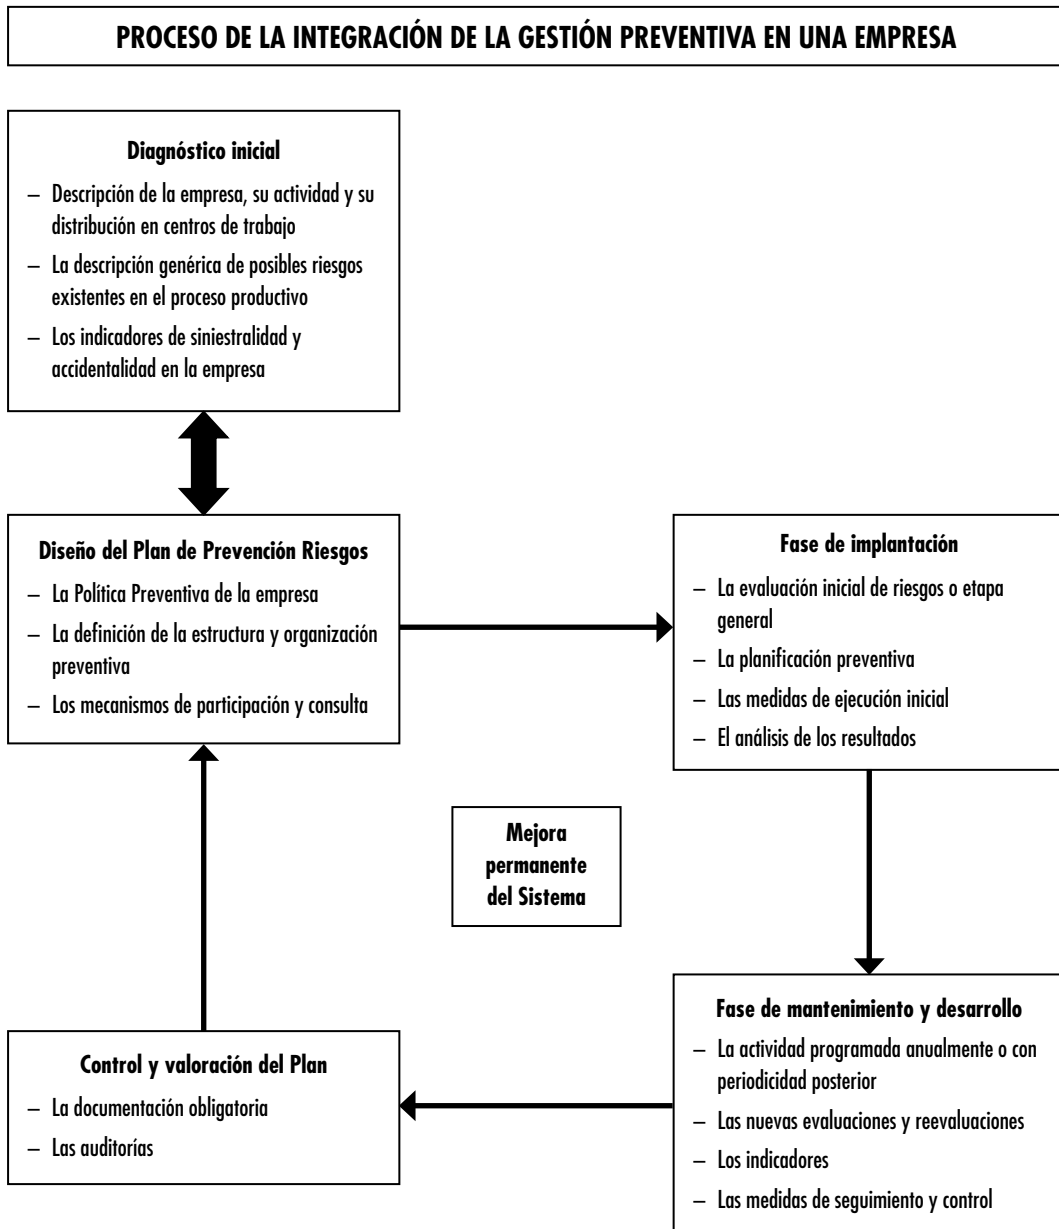 PROCESO DE LA INTEGRACIÓN DE LA GESTIÓN PREVENTIVA EN UNA EMPRESA
Diagnóstico inicial
– Descripción de la empresa, su actividad y su
distribución en centros de trabajo
– La descripción genérica de posibles riesgos
existentes en el proceso productivo
– Los indicadores de siniestralidad y
accidentalidad en la empresa
Diseño del Plan de Prevención Riesgos
– La Política Preventiva de la empresa
– La definición de la estructura y organización
preventiva
– Los mecanismos de participación y consulta
Fase de implantación
– La evaluación inicial de riesgos o etapa
general
– La planificación preventiva
– Las medidas de ejecución inicial
– El análisis de los resultados
Mejora
permanente
del Sistema
Fase de mantenimiento y desarrollo
– La actividad programada anualmente o con
periodicidad posterior
– Las nuevas evaluaciones y reevaluaciones
– Los indicadores
– Las medidas de seguimiento y control
Control y valoración del Plan
– La documentación obligatoria
– Las auditorías